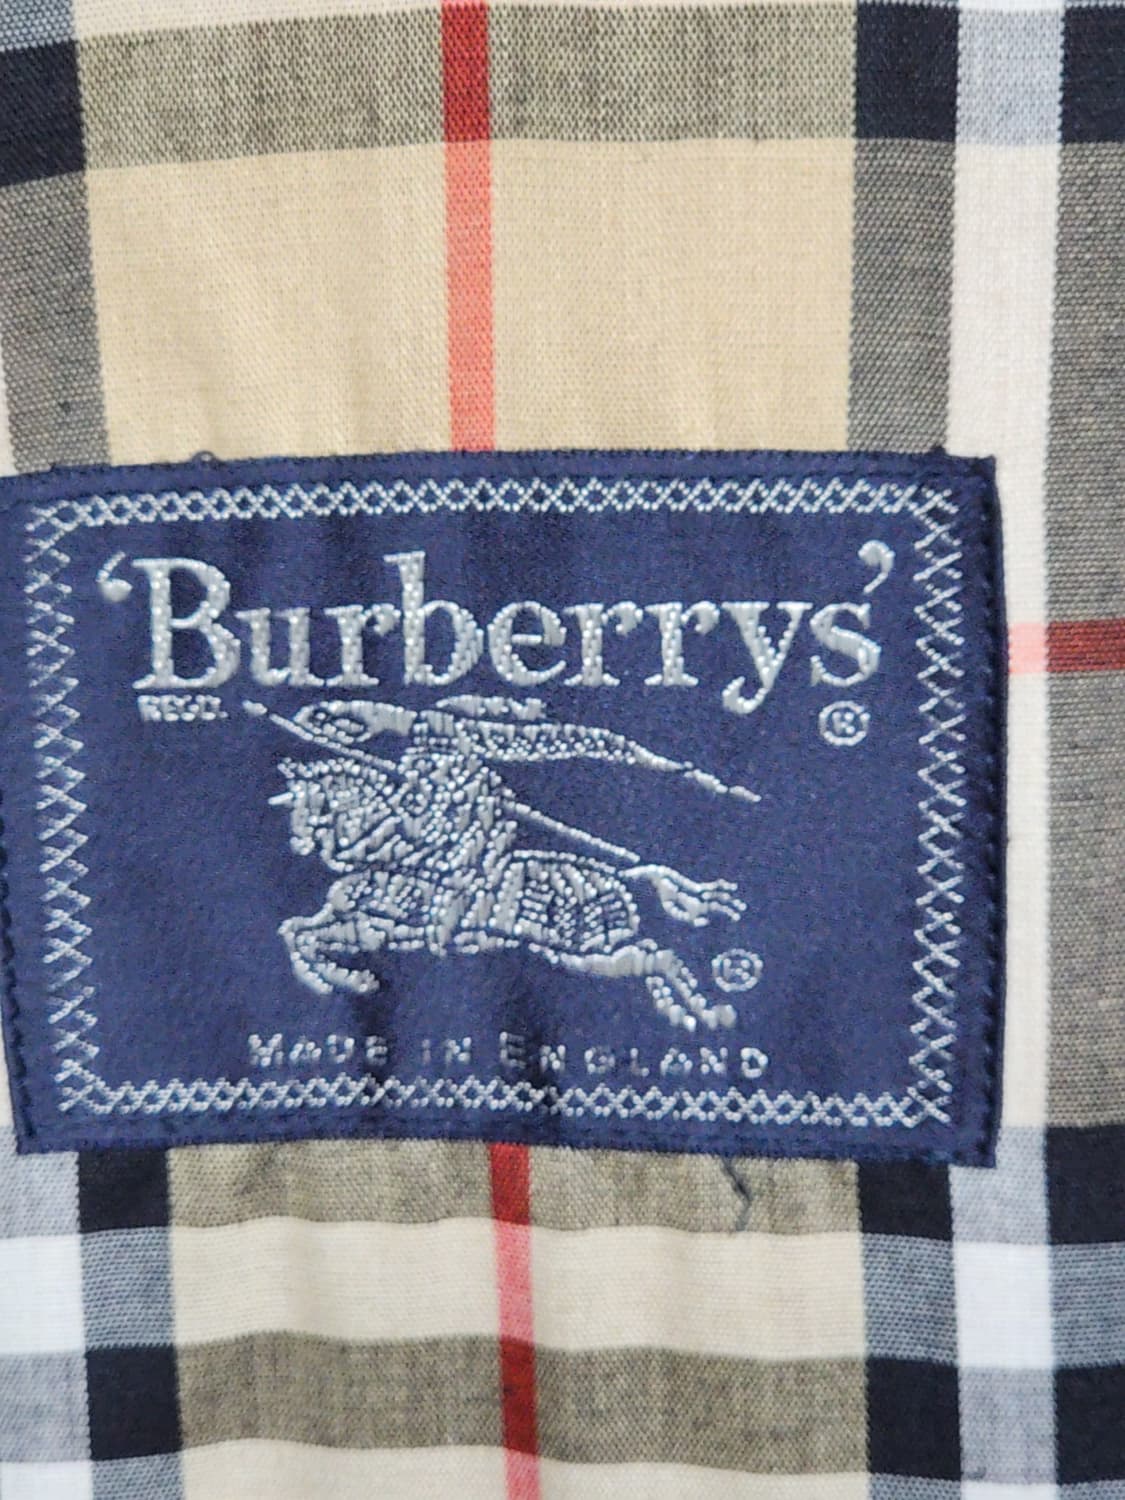 ‘Burberrys’
REGD. ®
®
MADE IN ENGLAND